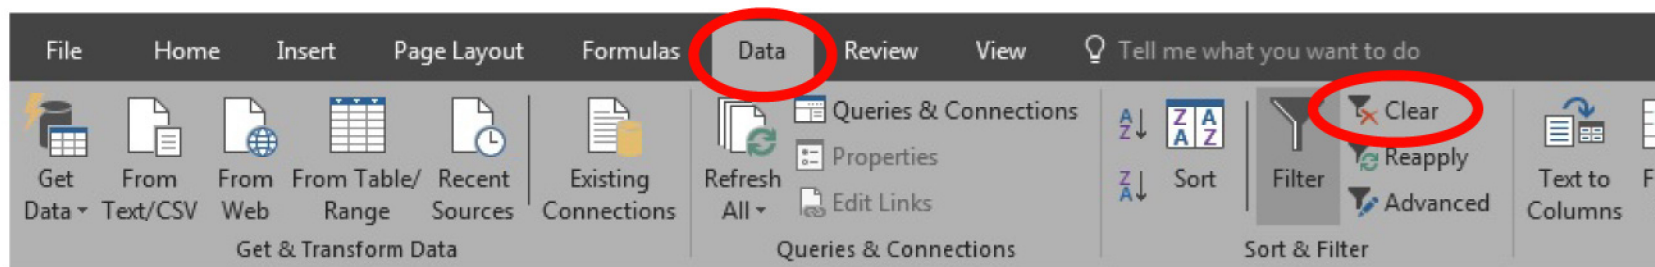 File Home Insert Page Layout Formulas Data Review View Tell me what you want to do
Get Data
From Text/CSV
From Web
From Table/ Range
Recent Sources
Existing Connections
Refresh All
Queries & Connections
Properties
Edit Links
A Z
Z A
Z A A Z
Sort
Filter
Clear
Reapply
Advanced
Text to Columns
F
Get & Transform Data
Queries & Connections
Sort & Filter